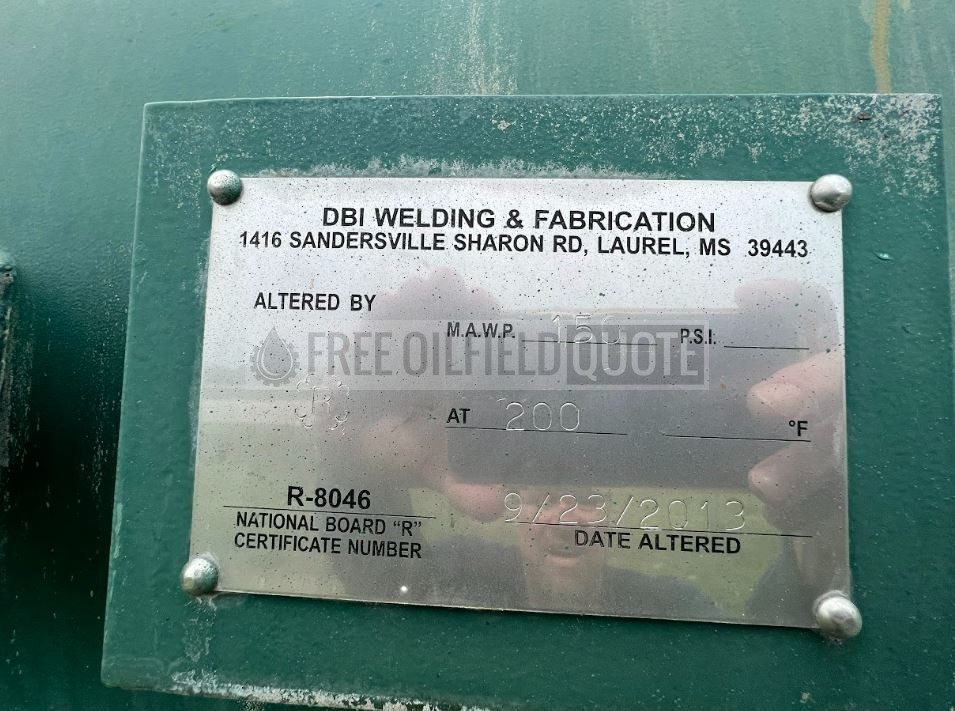 DBI WELDING & FABRICATION
1416 SANDERSVILLE SHARON RD, LAUREL, MS 39443
ALTERED BY
M.A.W.P. 150 P.S.I.
FREE OILFIELD QUOTE
R
AT 200 °F
R-8046
NATIONAL BOARD "R"
CERTIFICATE NUMBER
9/23/2013
DATE ALTERED